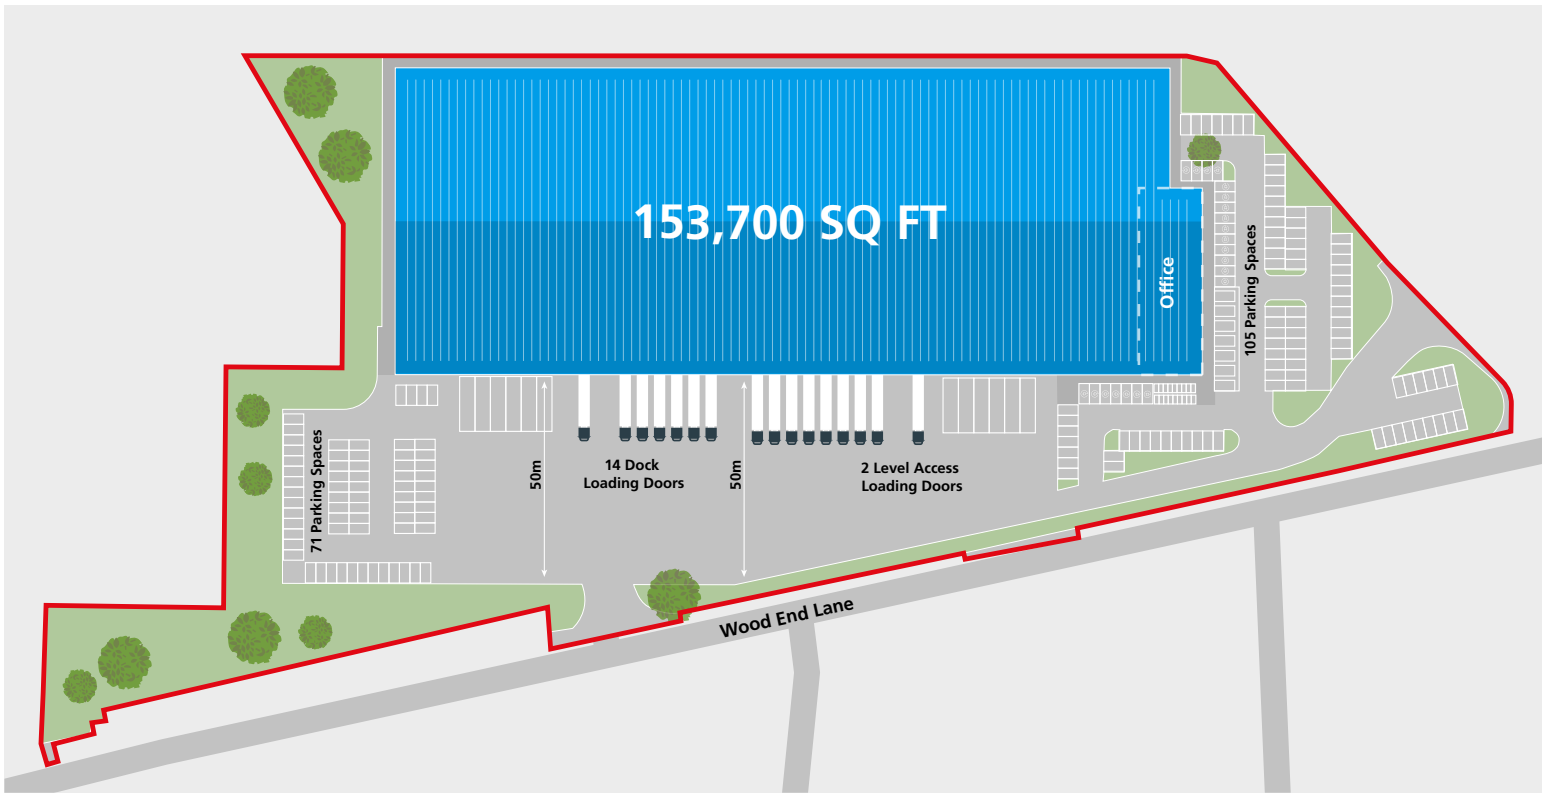 153,700 SQ FT
Office
105 Parking Spaces
71 Parking Spaces
50m
14 Dock
Loading Doors
50m
2 Level Access
Loading Doors
Wood End Lane